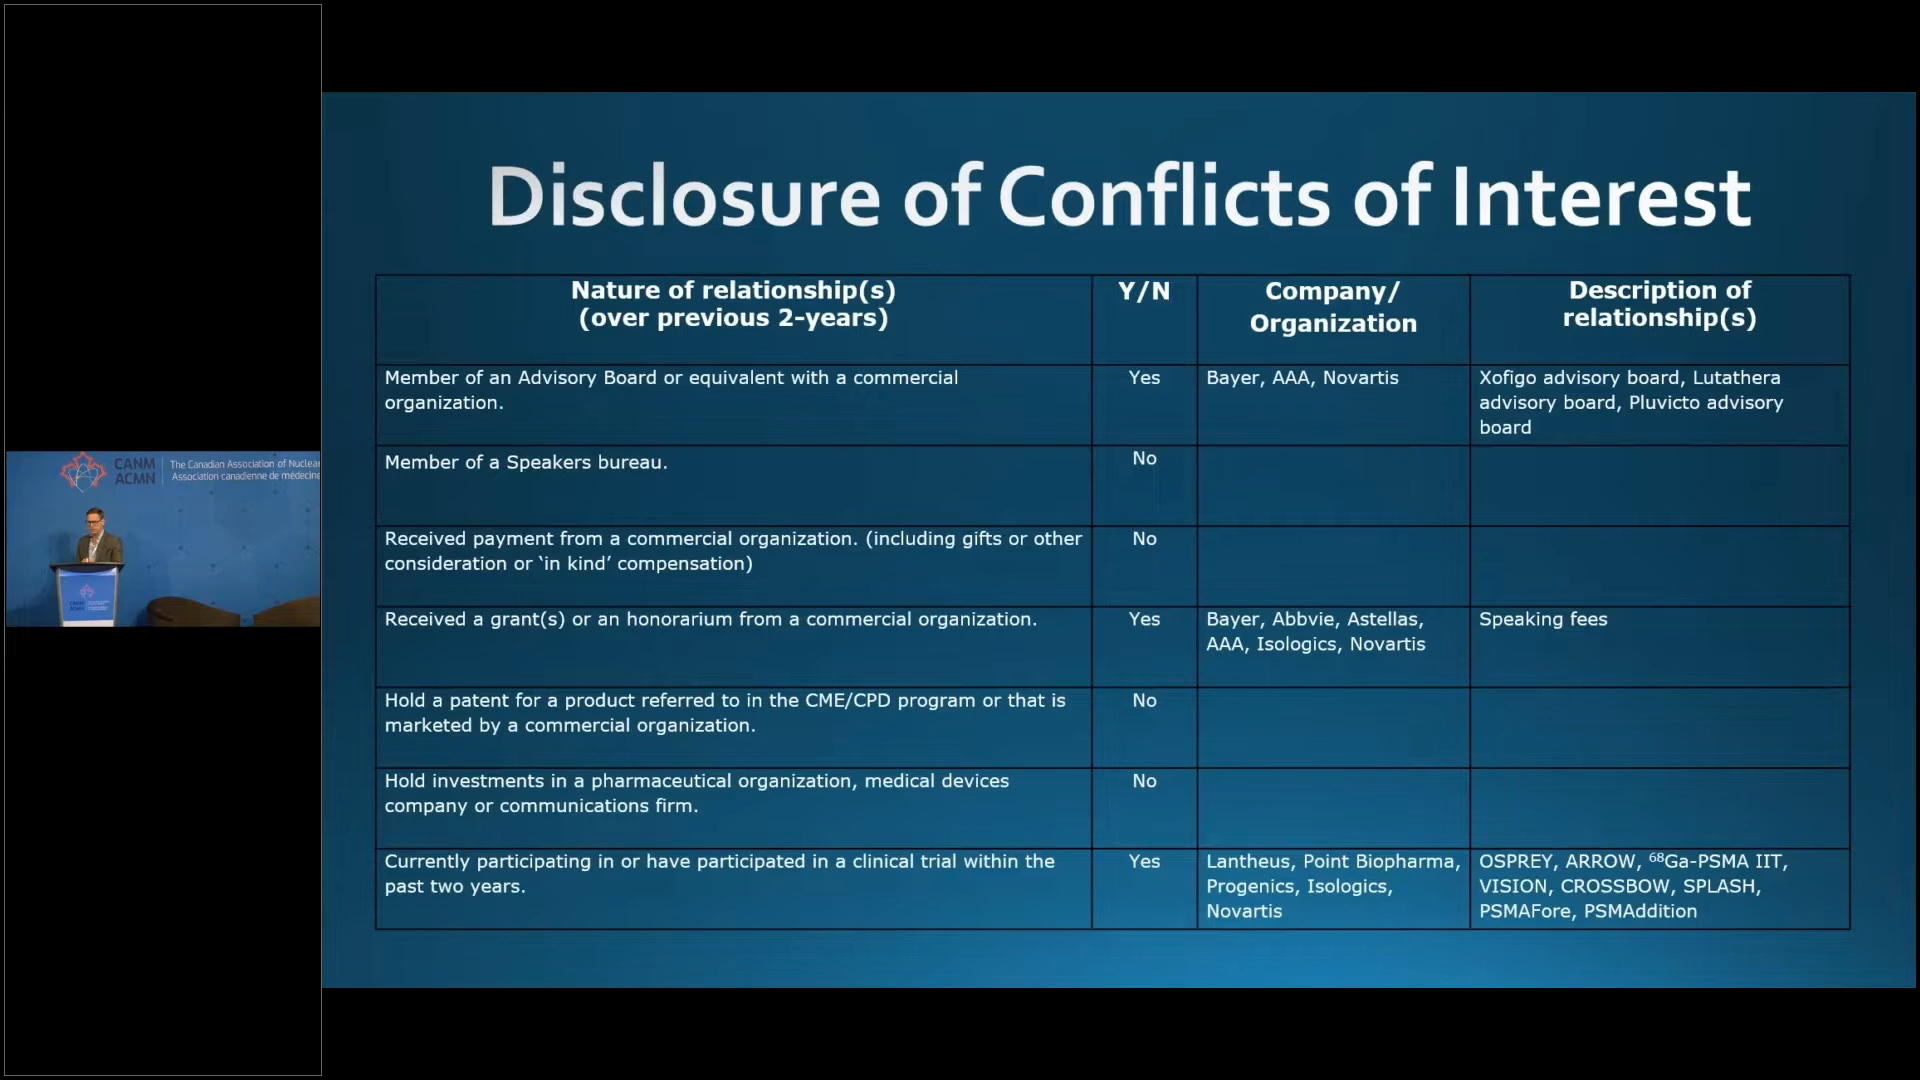 CANM
ACMN
The Canadian Association of Nuclea
Association canadienne de médecine
Disclosure of Conflicts of Interest
Nature of relationship(s)
(over previous 2-years)
Y/N
Company/
Organization
Description of
relationship(s)
Member of an Advisory Board or equivalent with a commercial
organization.
Yes
Bayer, AAA, Novartis
Xofigo advisory board, Lutathera
advisory board, Pluvicto advisory
board
Member of a Speakers bureau.
No
Received payment from a commercial organization. (including gifts or other
consideration or ‘in kind’ compensation)
No
Received a grant(s) or an honorarium from a commercial organization.
Yes
Bayer, Abbvie, Astellas,
AAA, Isologics, Novartis
Speaking fees
Hold a patent for a product referred to in the CME/CPD program or that is
marketed by a commercial organization.
No
Hold investments in a pharmaceutical organization, medical devices
company or communications firm.
No
Currently participating in or have participated in a clinical trial within the
past two years.
Yes
Lantheus, Point Biopharma,
Progenics, Isologics,
Novartis
OSPREY, ARROW, ⁶⁸Ga-PSMA IIT,
VISION, CROSSBOW, SPLASH,
PSMAFore, PSMAddition